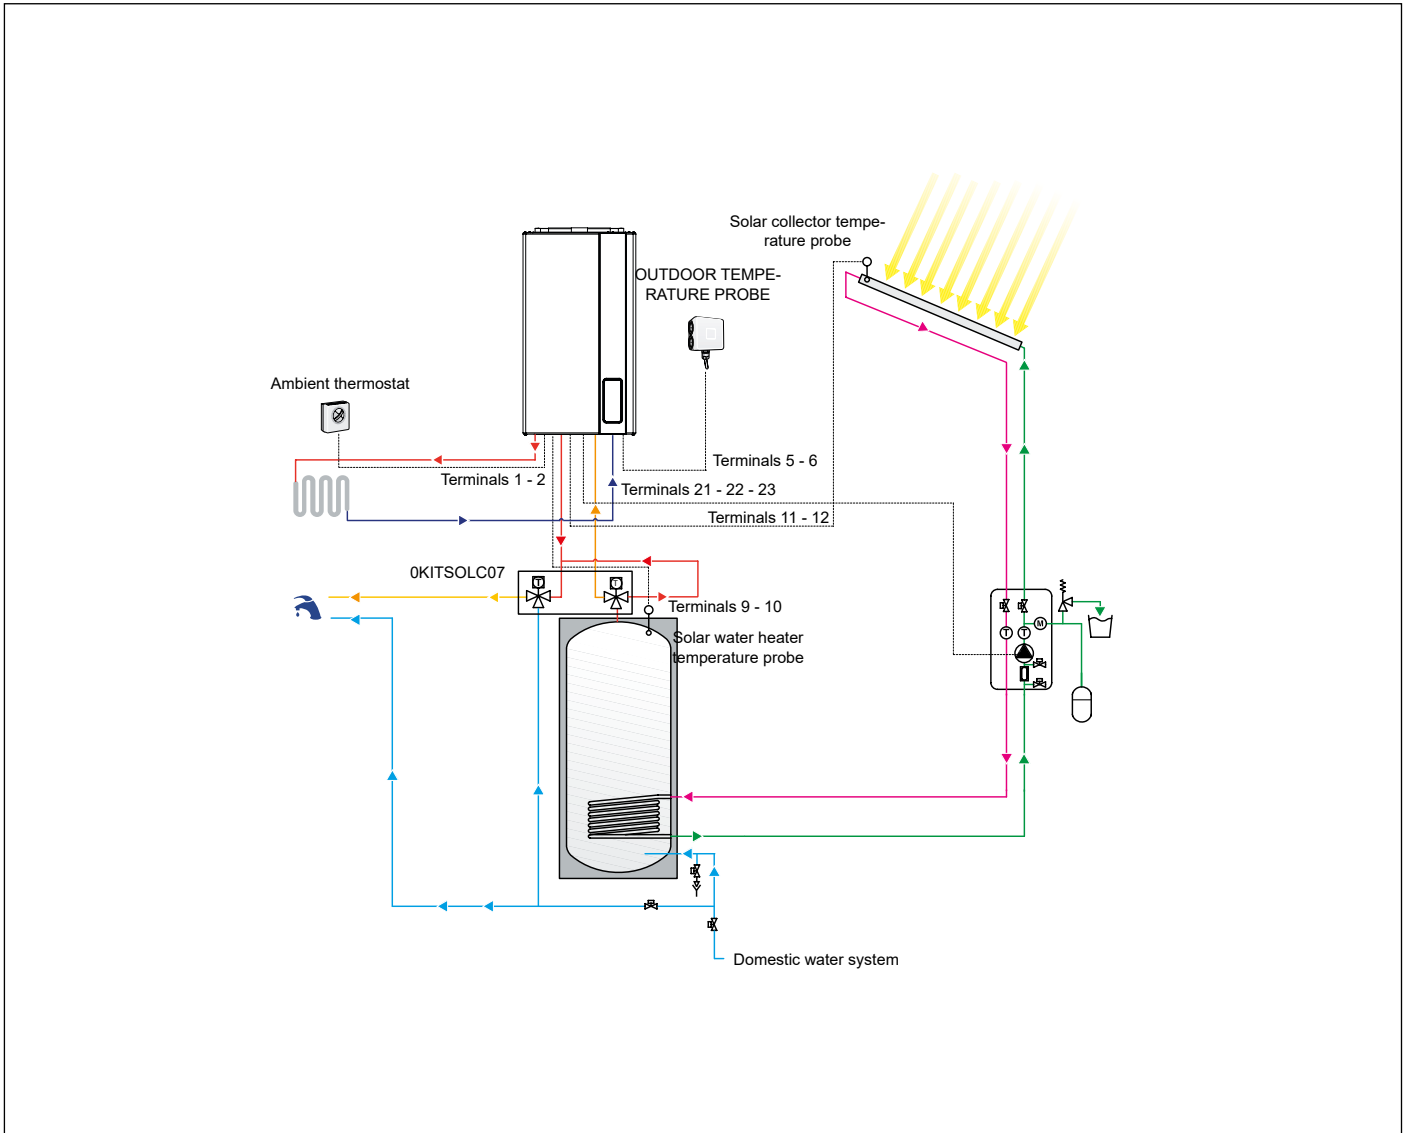 Solar collector tempe-
rature probe
OUTDOOR TEMPE-
RATURE PROBE
Ambient thermostat
Terminals 5 - 6
Terminals 1 - 2
Terminals 21 - 22 - 23
Terminals 11 - 12
0KITSOLC07
T
T
Terminals 9 - 10
Solar water heater
temperature probe
M
T
T
Domestic water system